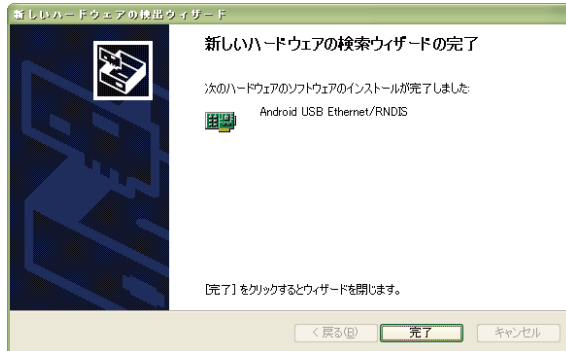 新しいハードウェアの検出ウィザード
新しいハードウェアの検索ウィザードの完了
次のハードウェアのソフトウェアのインストールが完了しました:
Android USB Ethernet/RNDIS
[完了] をクリックするとウィザードを閉じます。
< 戻る(B) 完了 キャンセル